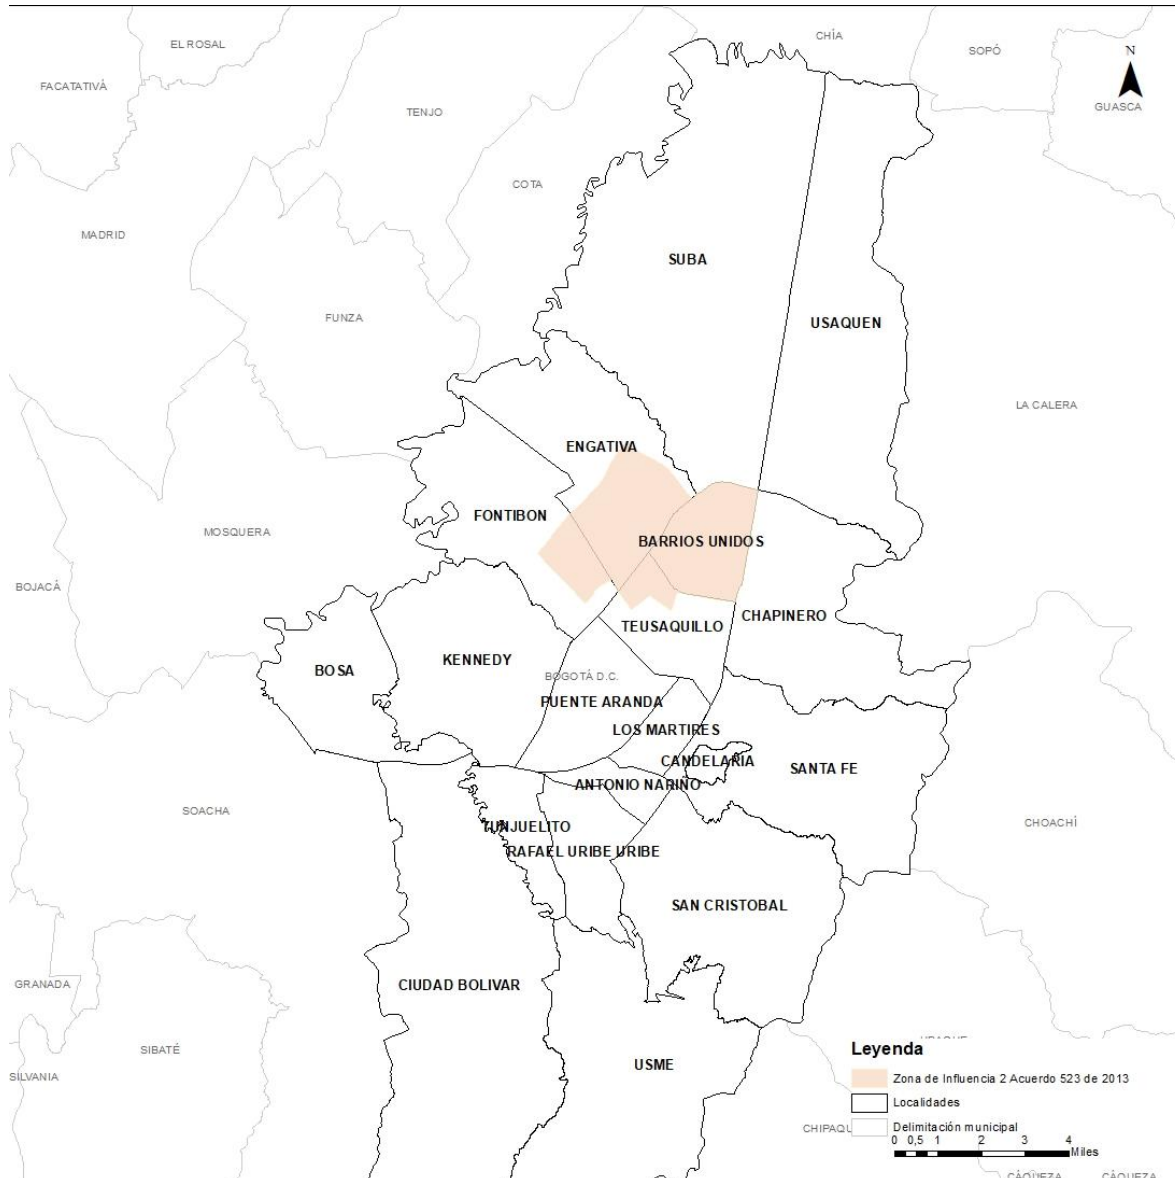 CHÍA
EL ROSAL
SOPÓ
N
FACATATIVÁ
GUASCA
TENJO
COTA
MADRID
SUBA
FUNZA
USAQUEN
LA CALERA
ENGATIVA
FONTIBON
MOSQUERA
BARRIOS UNIDOS
BOJACÁ
CHAPINERO
TEUSAQUILLO
KENNEDY
BOSA
BOGOTÁ D.C.
PUENTE ARANDA
LOS MARTIRES
CANDELARIA
SANTA FE
ANTONIO NARIÑO
SOACHA
CHOACHÍ
TUNJUELITO
RAFAEL URIBE URIBE
SAN CRISTOBAL
GRANADA
CIUDAD BOLIVAR
SIBATÉ
USME
SILVANIA
Leyenda
Zona de Influencia 2 Acuerdo 523 de 2013
Localidades
Delimitación municipal
CHIPAQU
0 0,5 1 2 3 4
Miles
CÁQUEZA
CÁQUEZA